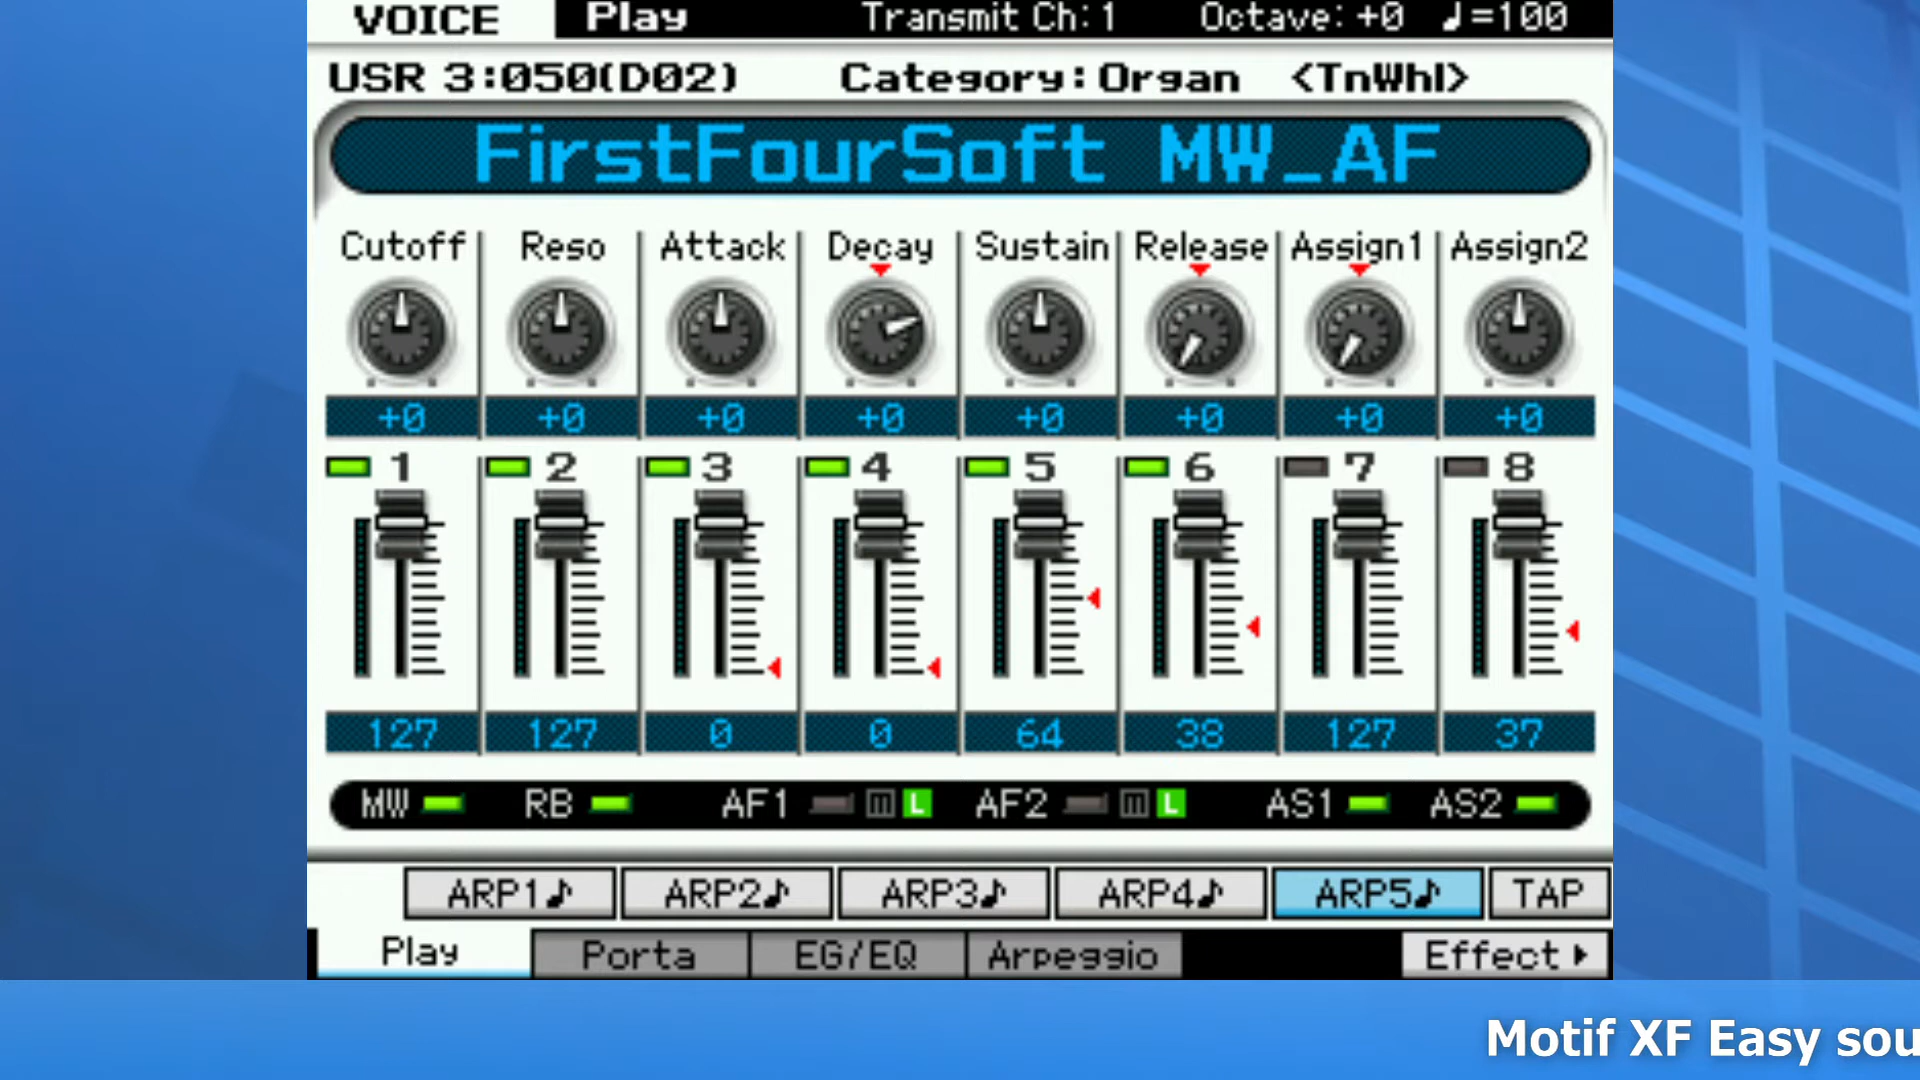 VOICE Play Transmit Ch:1 Octave:+0 ♩=100
USR 3:050(D02) Category:Organ <TnWhl>
FirstFourSoft MW_AF
Cutoff Reso Attack Decay Sustain Release Assign1 Assign2
+0 +0 +0 +0 +0 +0 +0 +0
1 2 3 4 5 6 7 8
127 127 0 0 64 38 127 37
MW RB AF1 m L AF2 m L AS1 AS2
ARP1♪ ARP2♪ ARP3♪ ARP4♪ ARP5♪ TAP
Play Porta EG/EQ Arpeggio Effect
Motif XF Easy sou